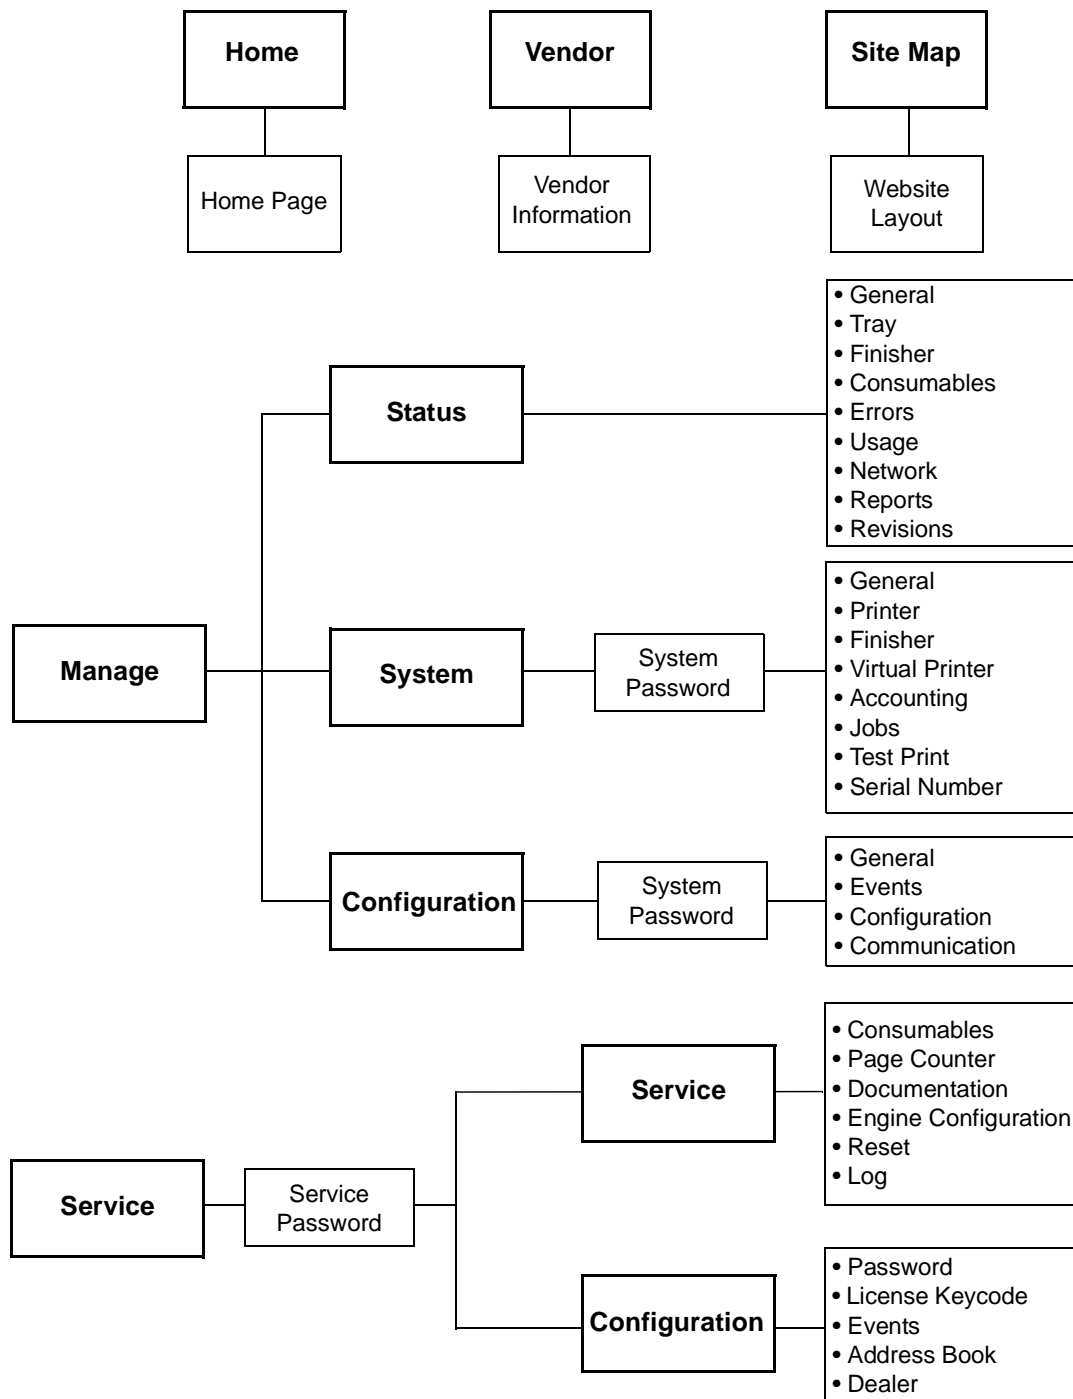 Home
Vendor
Site Map
Home Page
Vendor
Information
Website
Layout
Status
• General
• Tray
• Finisher
• Consumables
• Errors
• Usage
• Network
• Reports
• Revisions
Manage
System
System
Password
• General
• Printer
• Finisher
• Virtual Printer
• Accounting
• Jobs
• Test Print
• Serial Number
Configuration
System
Password
• General
• Events
• Configuration
• Communication
Service
Service
Password
Service
• Consumables
• Page Counter
• Documentation
• Engine Configuration
• Reset
• Log
Configuration
• Password
• License Keycode
• Events
• Address Book
• Dealer